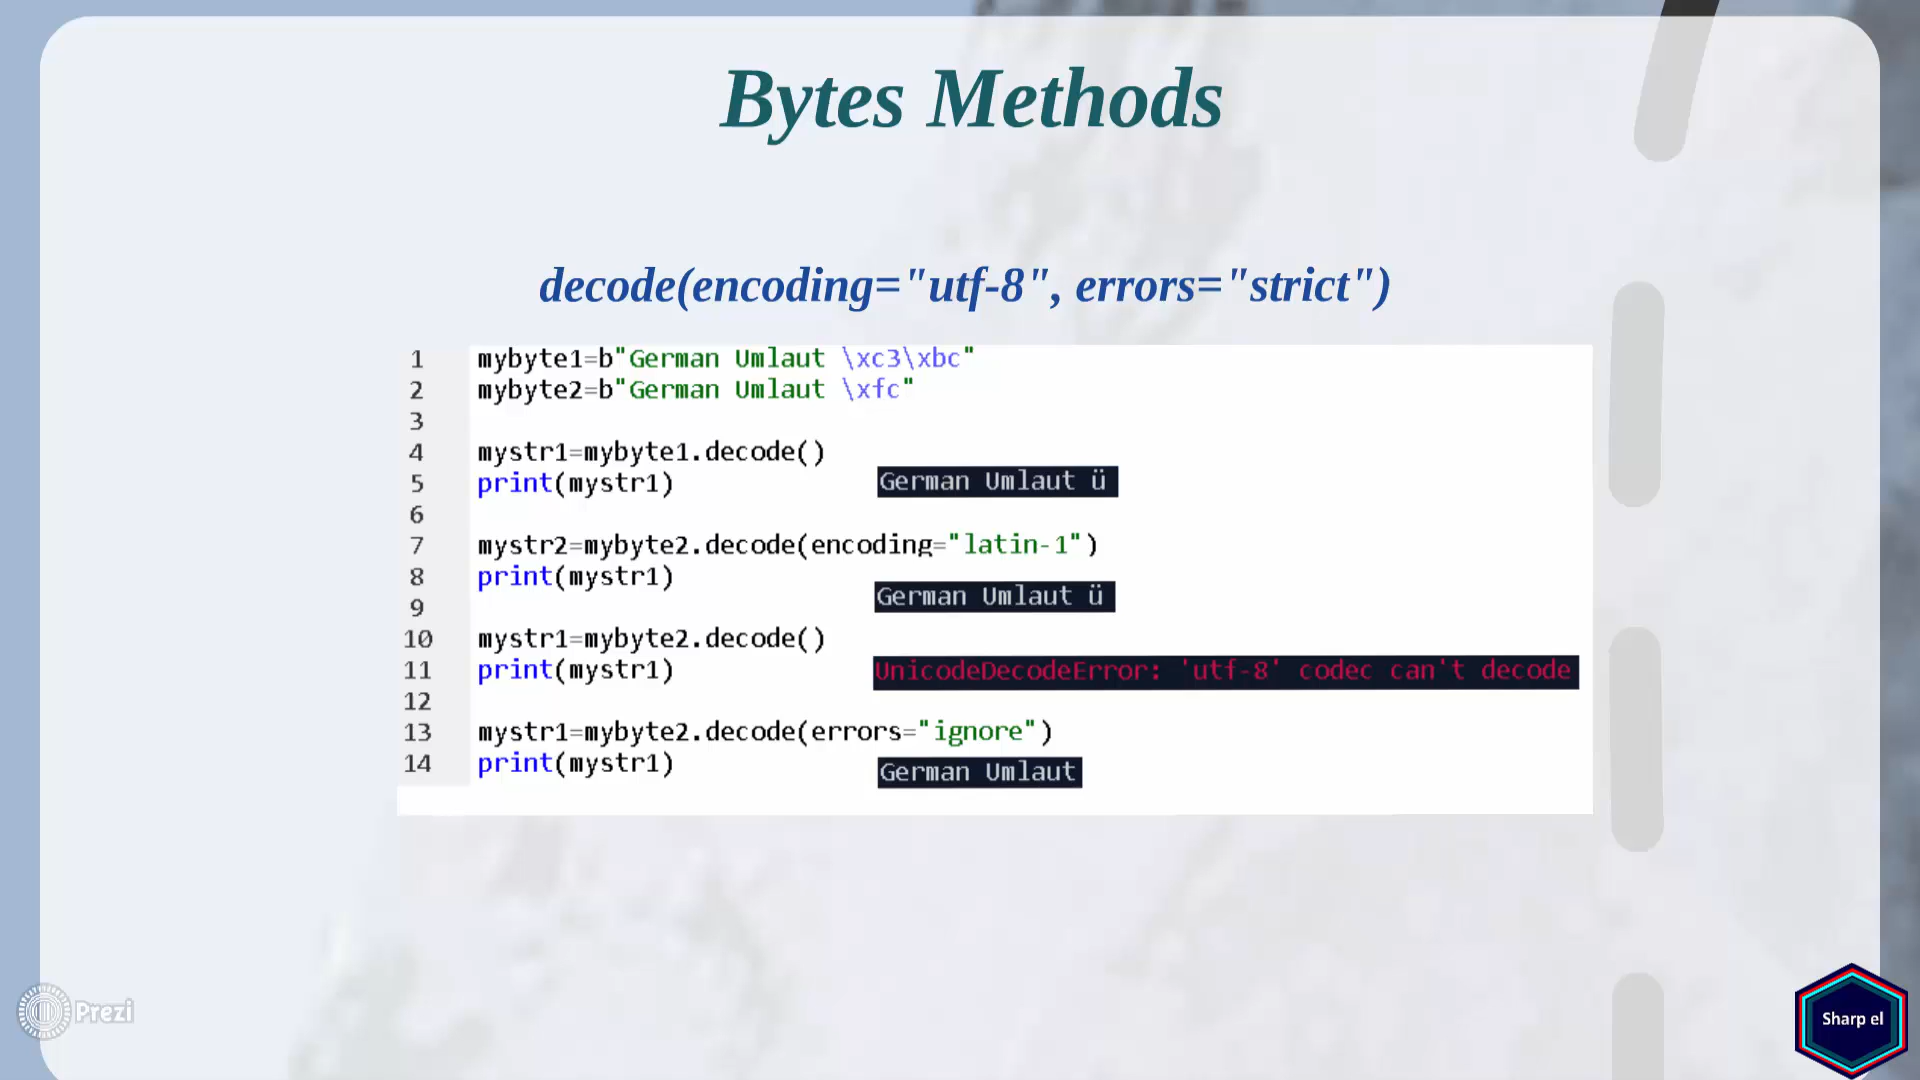 Bytes Methods
decode(encoding="utf-8", errors="strict")
1 mybyte1=b"German Umlaut \xc3\xbc"
2 mybyte2=b"German Umlaut \xfc"
3
4 mystr1=mybyte1.decode()
5 print(mystr1) German Umlaut ü
6
7 mystr2=mybyte2.decode(encoding="latin-1")
8 print(mystr1)
German Umlaut ü
9
10 mystr1=mybyte2.decode()
11 print(mystr1) UnicodeDecodeError: 'utf-8' codec can't decode
12
13 mystr1=mybyte2.decode(errors="ignore")
14 print(mystr1) German Umlaut
Prezi
Sharp el